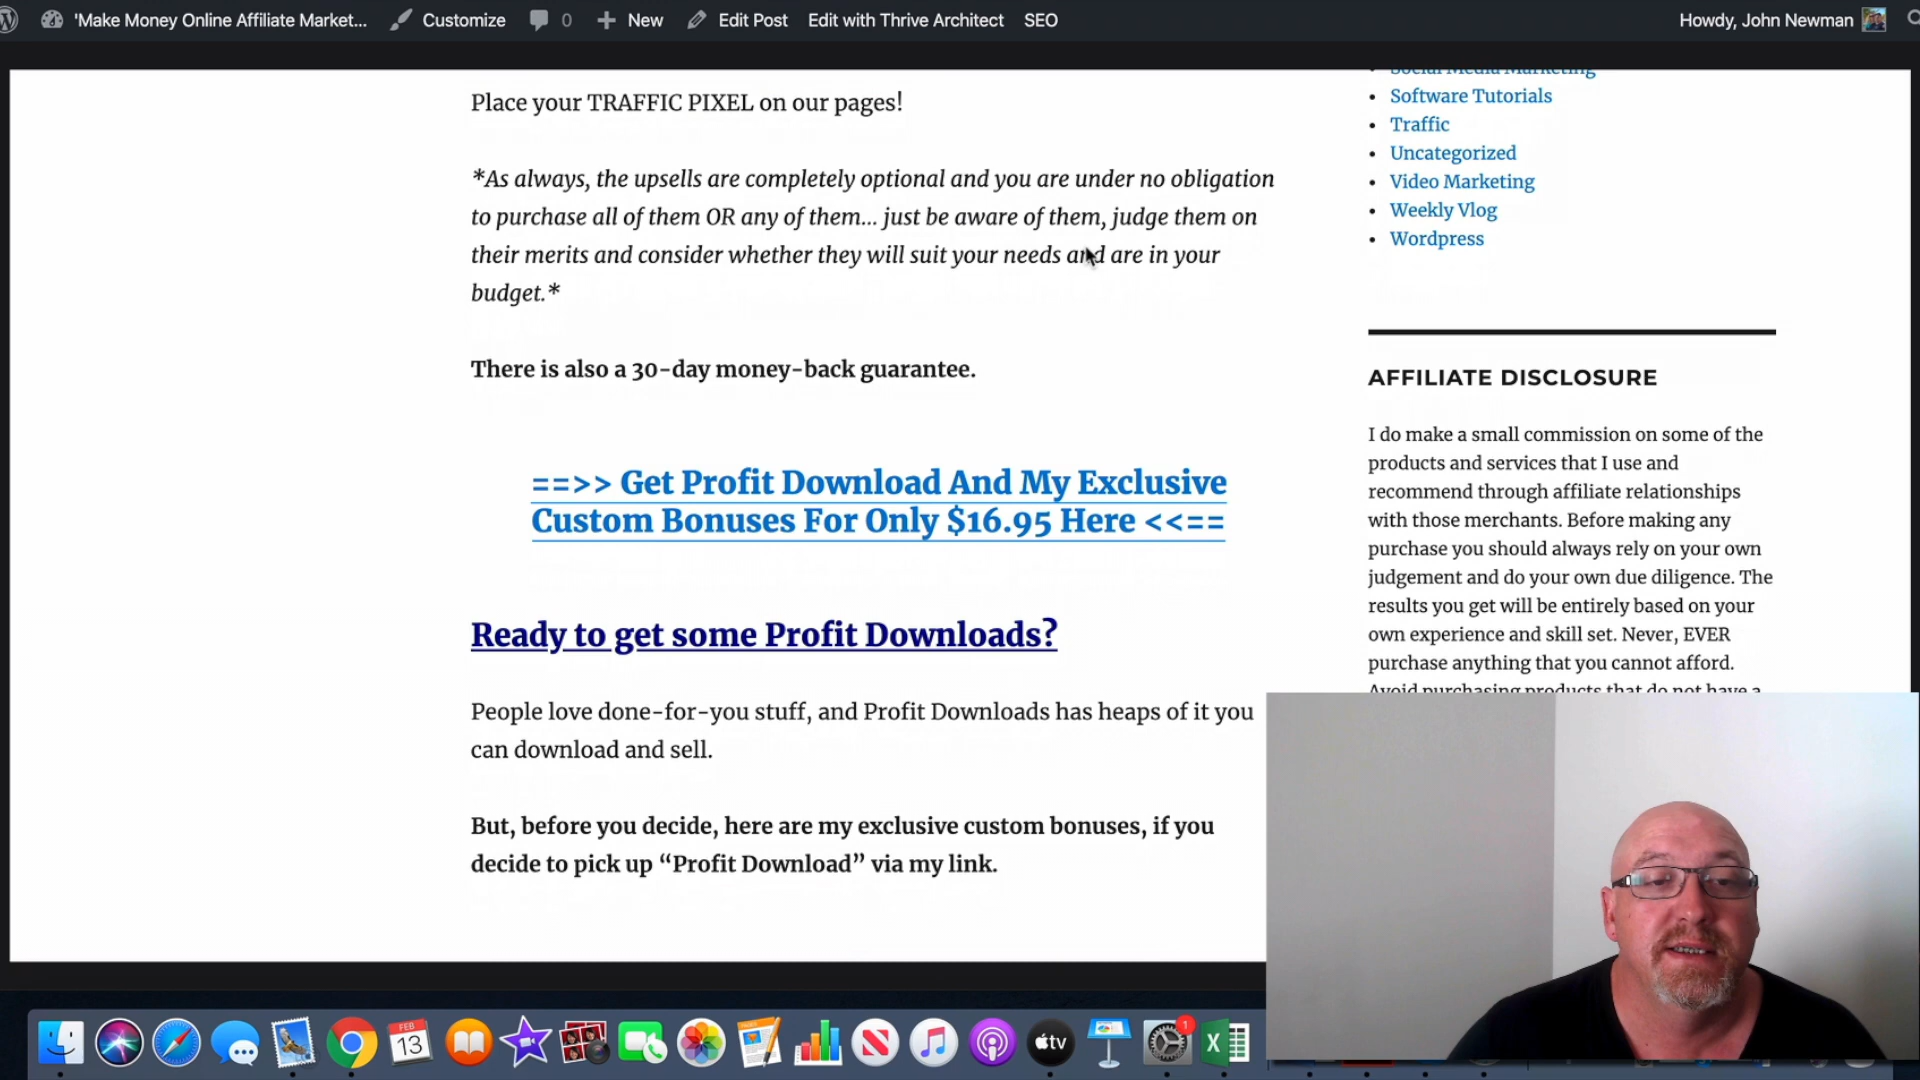 'Make Money Online Affiliate Market... Customize 0 New Edit Post Edit with Thrive Architect SEO Howdy, John Newman
Place your TRAFFIC PIXEL on our pages!
*As always, the upsells are completely optional and you are under no obligation
to purchase all of them OR any of them... just be aware of them, judge them on
their merits and consider whether they will suit your needs and are in your
budget.*
There is also a 30-day money-back guarantee.
==>> Get Profit Download And My Exclusive
Custom Bonuses For Only $16.95 Here <<==
Ready to get some Profit Downloads?
People love done-for-you stuff, and Profit Downloads has heaps of it you
can download and sell.
But, before you decide, here are my exclusive custom bonuses, if you
decide to pick up “Profit Download” via my link.
Social Media Marketing
Software Tutorials
Traffic
Uncategorized
Video Marketing
Weekly Vlog
Wordpress
AFFILIATE DISCLOSURE
I do make a small commission on some of the
products and services that I use and
recommend through affiliate relationships
with those merchants. Before making any
purchase you should always rely on your own
judgement and do your own due diligence. The
results you get will be entirely based on your
own experience and skill set. Never, EVER
purchase anything that you cannot afford.
Avoid purchasing products that do not have a
FEB
13
tv
1
X